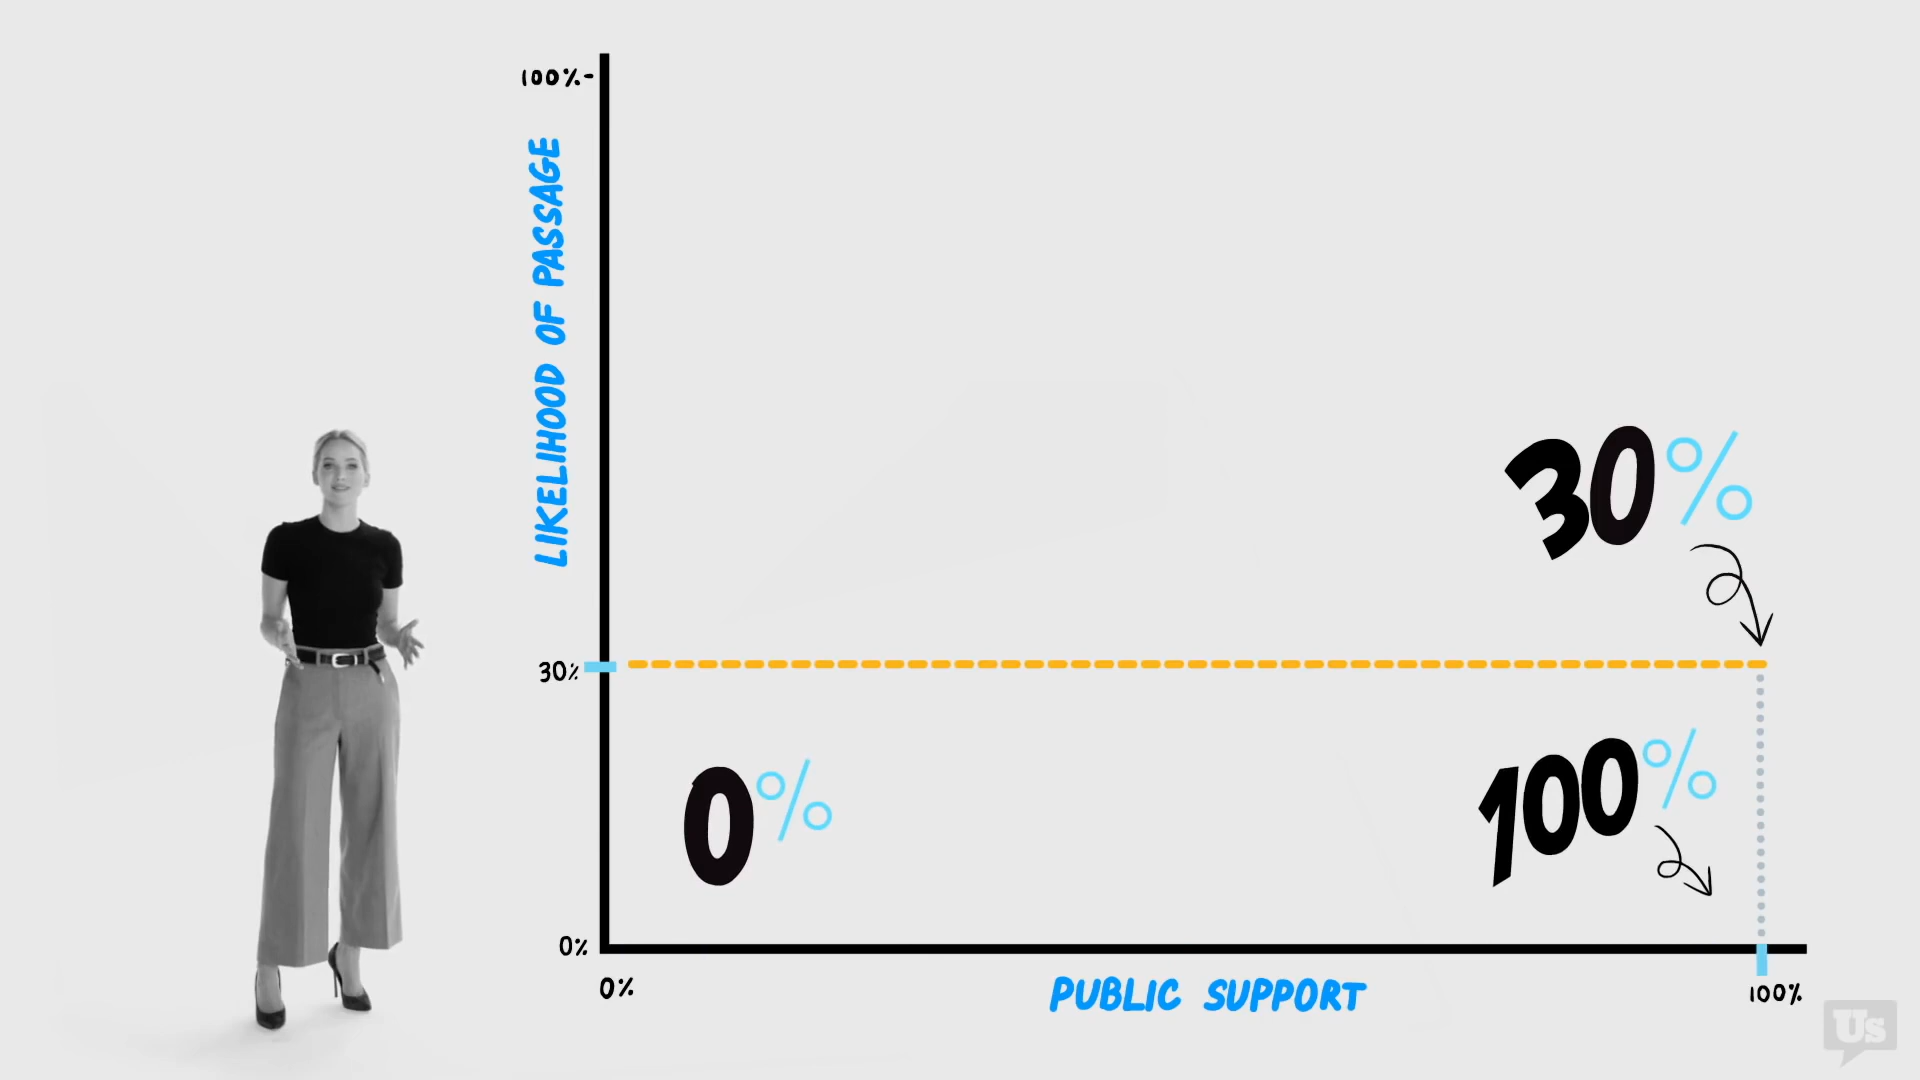 100%-
LIKELIHOOD OF PASSAGE
30%
30%
0%
100%
0%
0%
PUBLIC SUPPORT
100%
Us